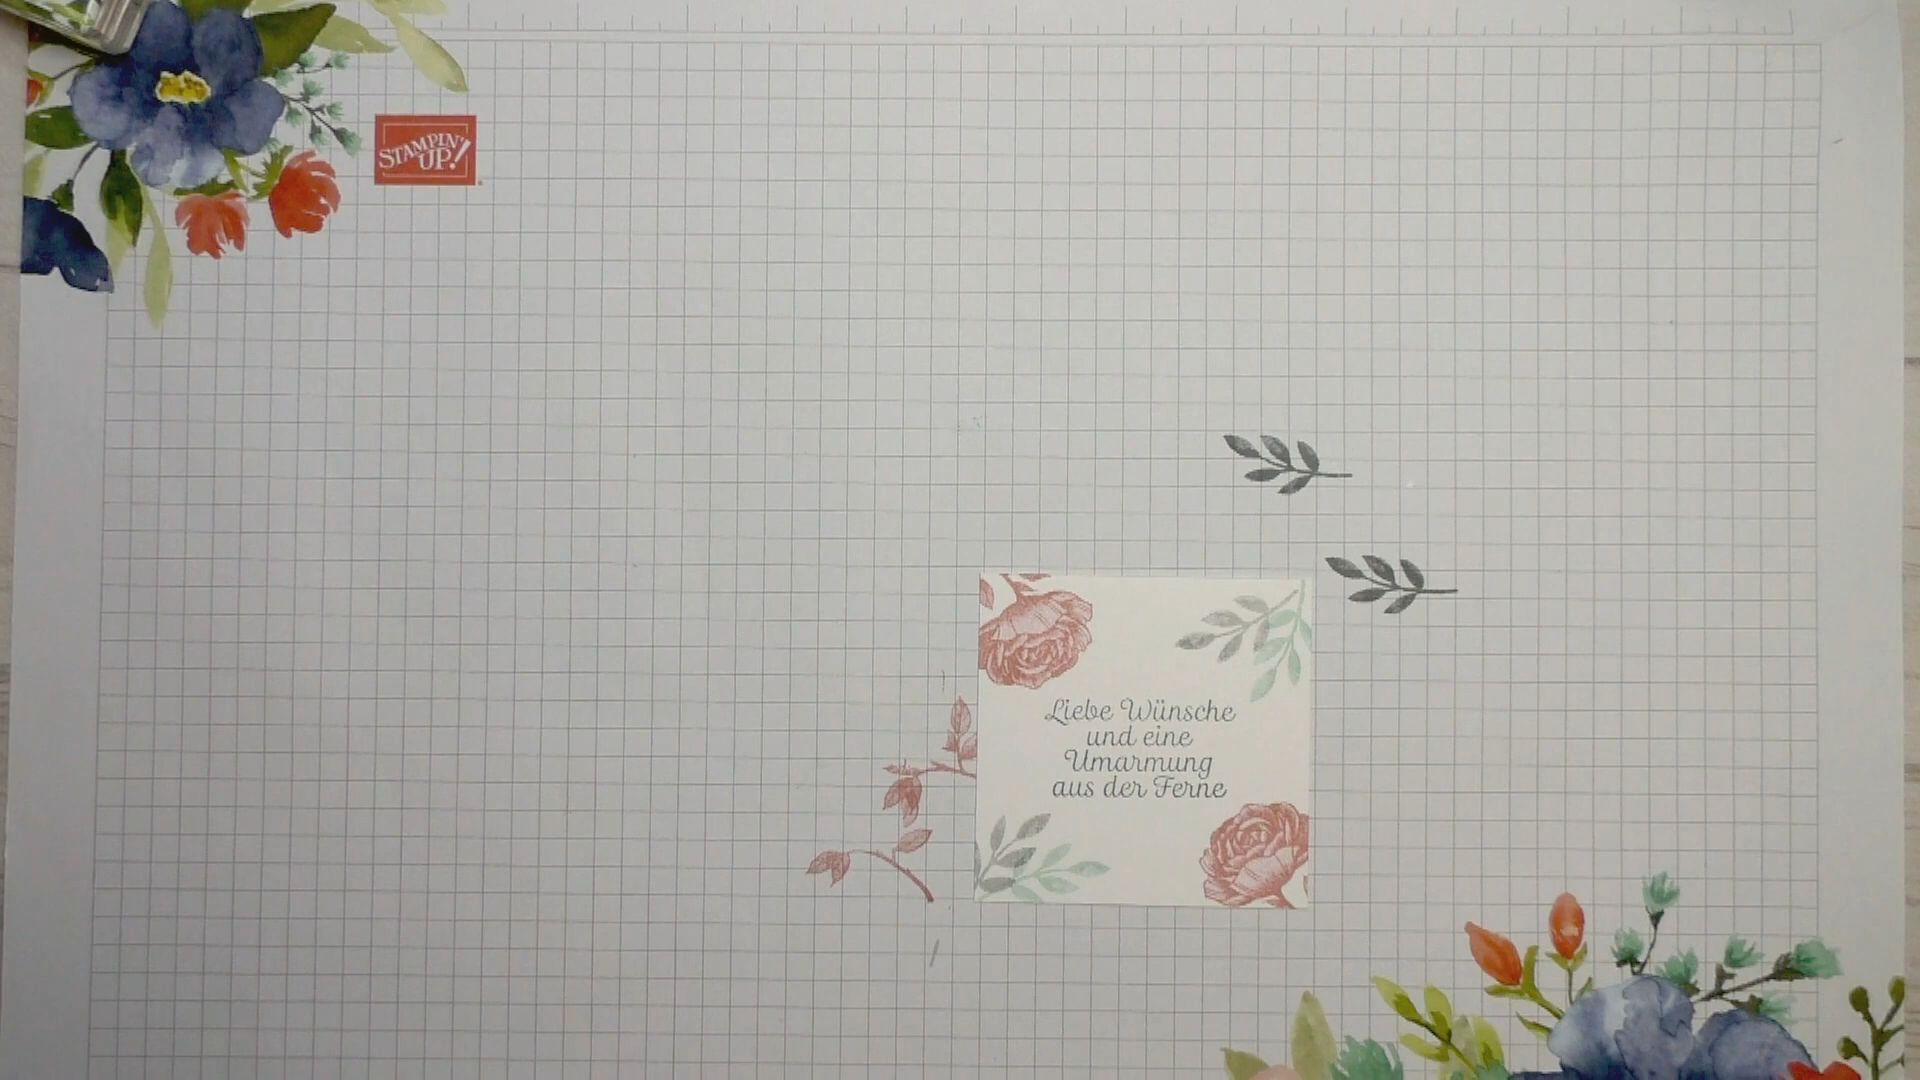 STAMPIN' UP!
Liebe Wünsche
und eine
Umarmung
aus der Ferne